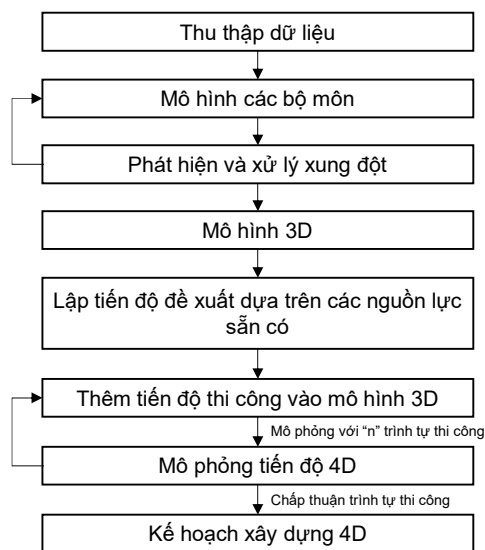 Thu thập dữ liệu
Mô hình các bộ môn
Phát hiện và xử lý xung đột
Mô hình 3D
Lập tiến độ đề xuất dựa trên các nguồn lực
sẵn có
Thêm tiến độ thi công vào mô hình 3D
Mô phỏng với “n” trình tự thi công
Mô phỏng tiến độ 4D
Chấp thuận trình tự thi công
Kế hoạch xây dựng 4D